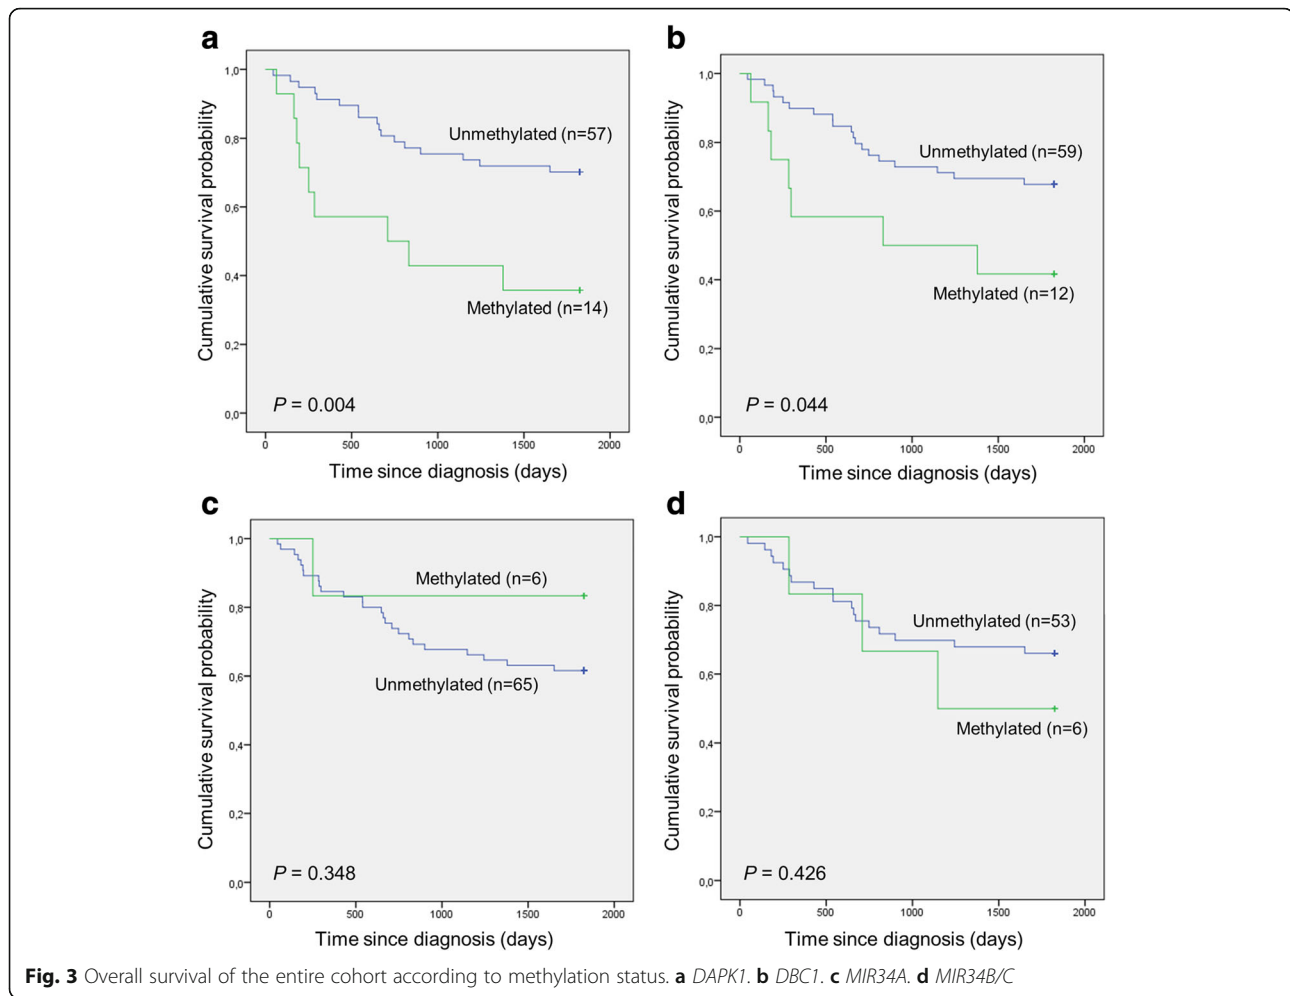 a
1,0
0,8
0,6
0,4
0,2
0,0
Cumulative survival probability
Unmethylated (n=57)
Methylated (n=14)
P = 0.004
0 500 1000 1500 2000
Time since diagnosis (days)
b
1,0
0,8
0,6
0,4
0,2
0,0
Cumulative survival probability
Unmethylated (n=59)
Methylated (n=12)
P = 0.044
0 500 1000 1500 2000
Time since diagnosis (days)
c
1,0
0,8
0,6
0,4
0,2
0,0
Cumulative survival probability
Methylated (n=6)
Unmethylated (n=65)
P = 0.348
0 500 1000 1500 2000
Time since diagnosis (days)
d
1,0
0,8
0,6
0,4
0,2
0,0
Cumulative survival probability
Unmethylated (n=53)
Methylated (n=6)
P = 0.426
0 500 1000 1500 2000
Time since diagnosis (days)
Fig. 3 Overall survival of the entire cohort according to methylation status. a DAPK1. b DBC1. c MIR34A. d MIR34B/C